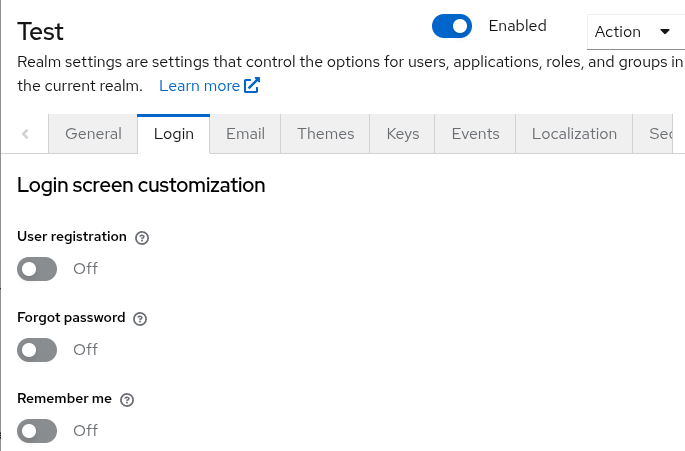 Test
Enabled
Action
Realm settings are settings that control the options for users, applications, roles, and groups in
the current realm. Learn more
General Login Email Themes Keys Events Localization Sec
Login screen customization
User registration
Off
Forgot password
Off
Remember me
Off